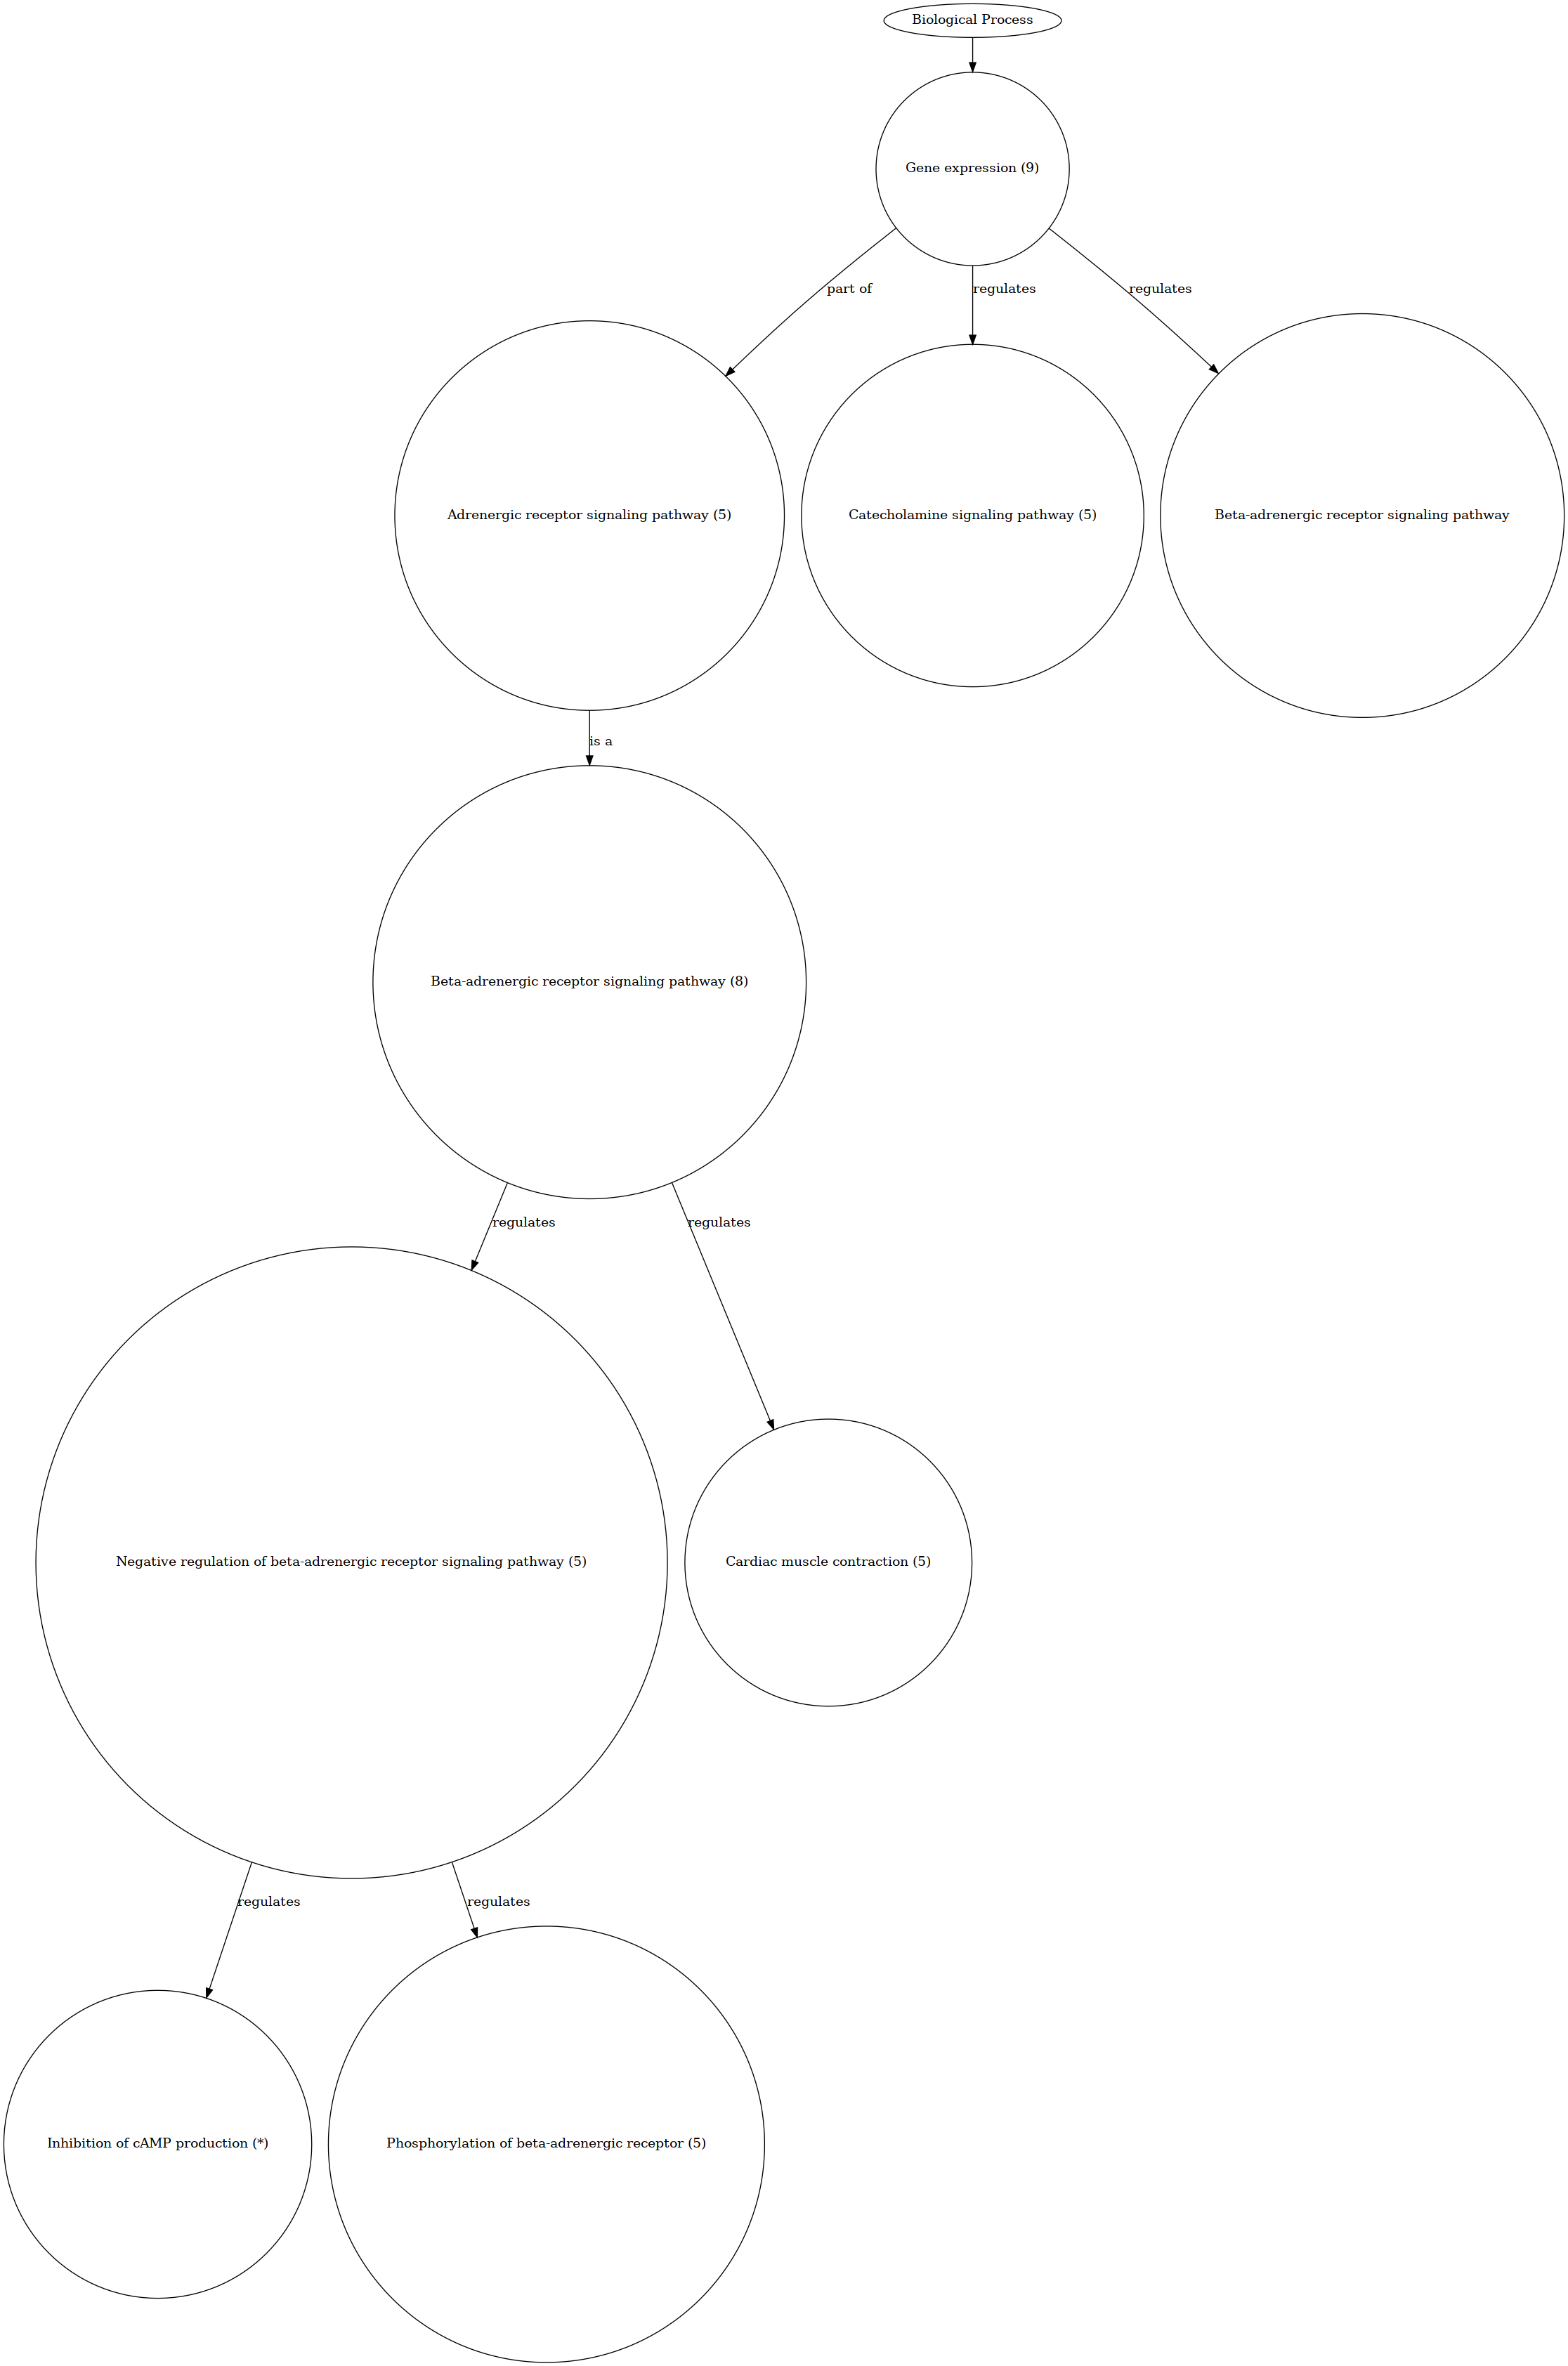 Biological Process
Gene expression (9)
part of
regulates
regulates
Adrenergic receptor signaling pathway (5)
Catecholamine signaling pathway (5)
Beta-adrenergic receptor signaling pathway
is a
Beta-adrenergic receptor signaling pathway (8)
regulates
regulates
Negative regulation of beta-adrenergic receptor signaling pathway (5)
Cardiac muscle contraction (5)
regulates
regulates
Inhibition of cAMP production (*)
Phosphorylation of beta-adrenergic receptor (5)